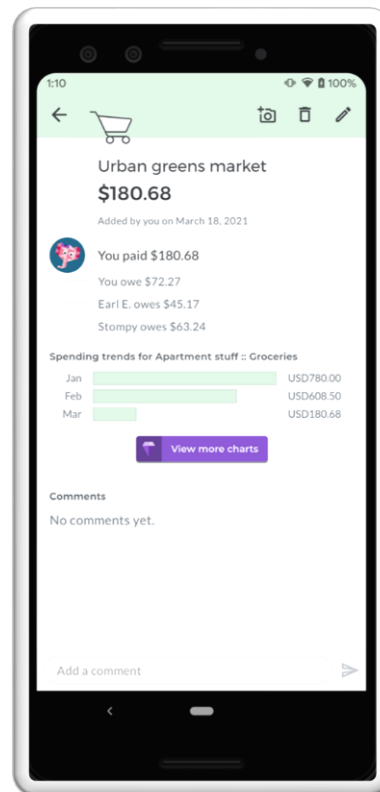 1:10
100%
Urban greens market
$180.68
Added by you on March 18, 2021
You paid $180.68
You owe $72.27
Earl E. owes $45.17
Stompy owes $63.24
Spending trends for Apartment stuff :: Groceries
Jan USD780.00
Feb USD608.50
Mar USD180.68
View more charts
Comments
No comments yet.
Add a comment